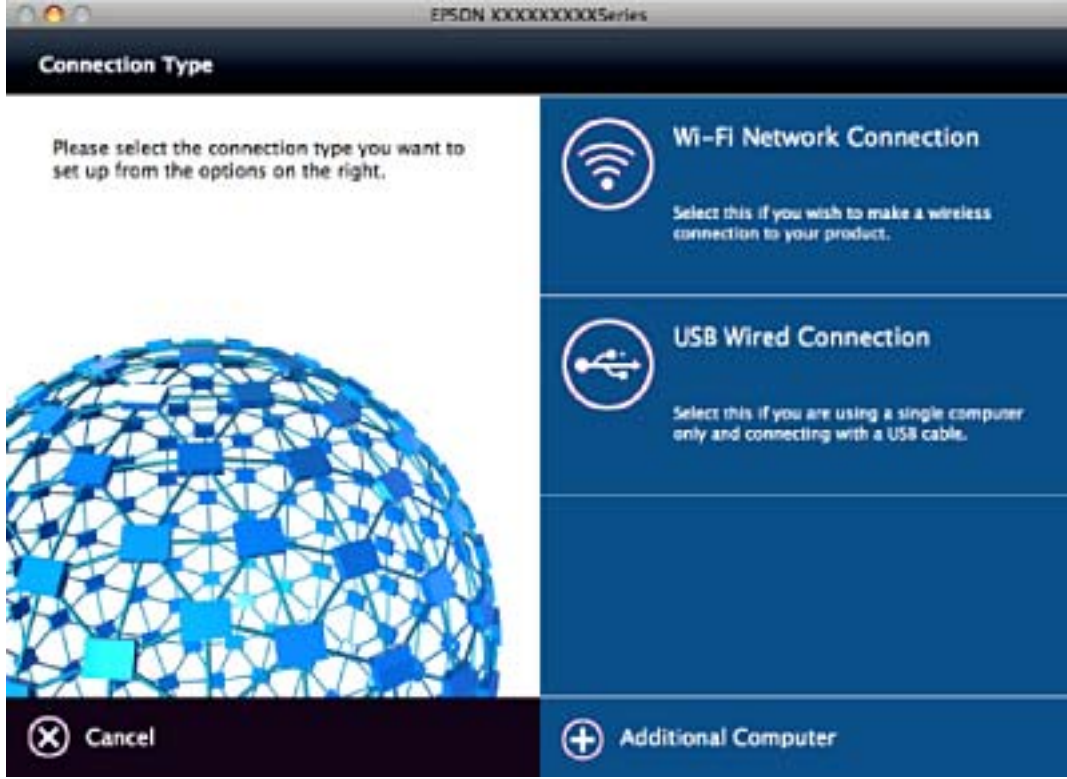 EPSON XXXXXXXXXSeries
Connection Type
Please select the connection type you want to
set up from the options on the right.
Wi-Fi Network Connection
Select this if you wish to make a wireless
connection to your product.
USB Wired Connection
Select this if you are using a single computer
only and connecting with a USB cable.
Cancel
Additional Computer